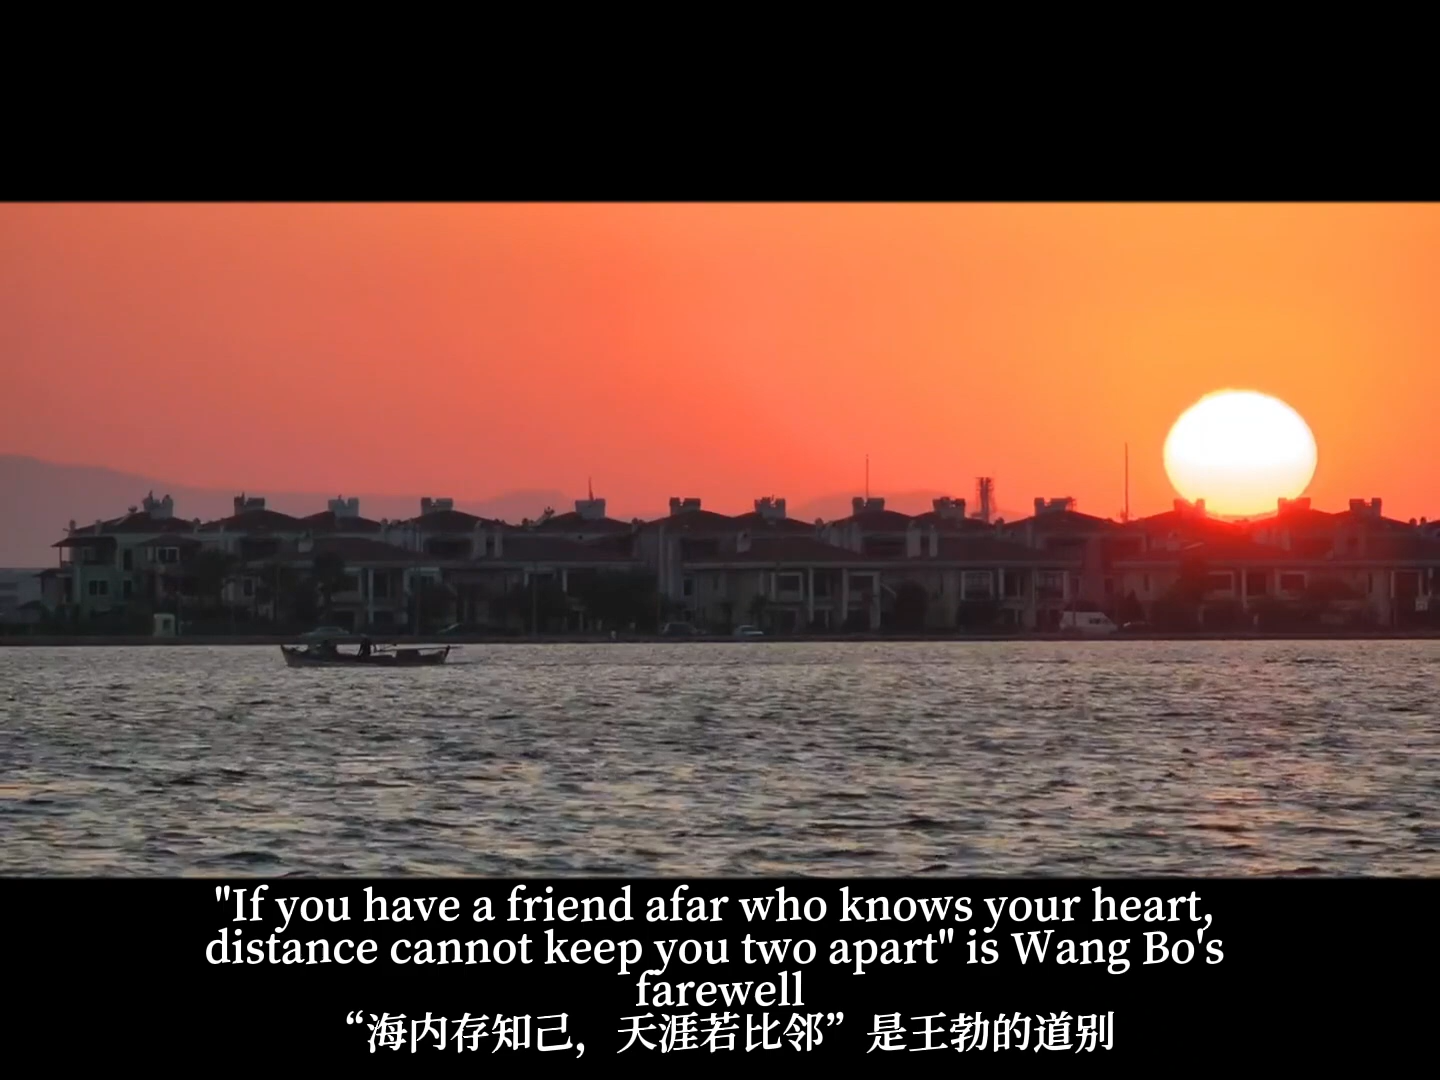 "If you have a friend afar who knows your heart,
distance cannot keep you two apart" is Wang Bo's
farewell
“海内存知己，天涯若比邻”是王勃的道别